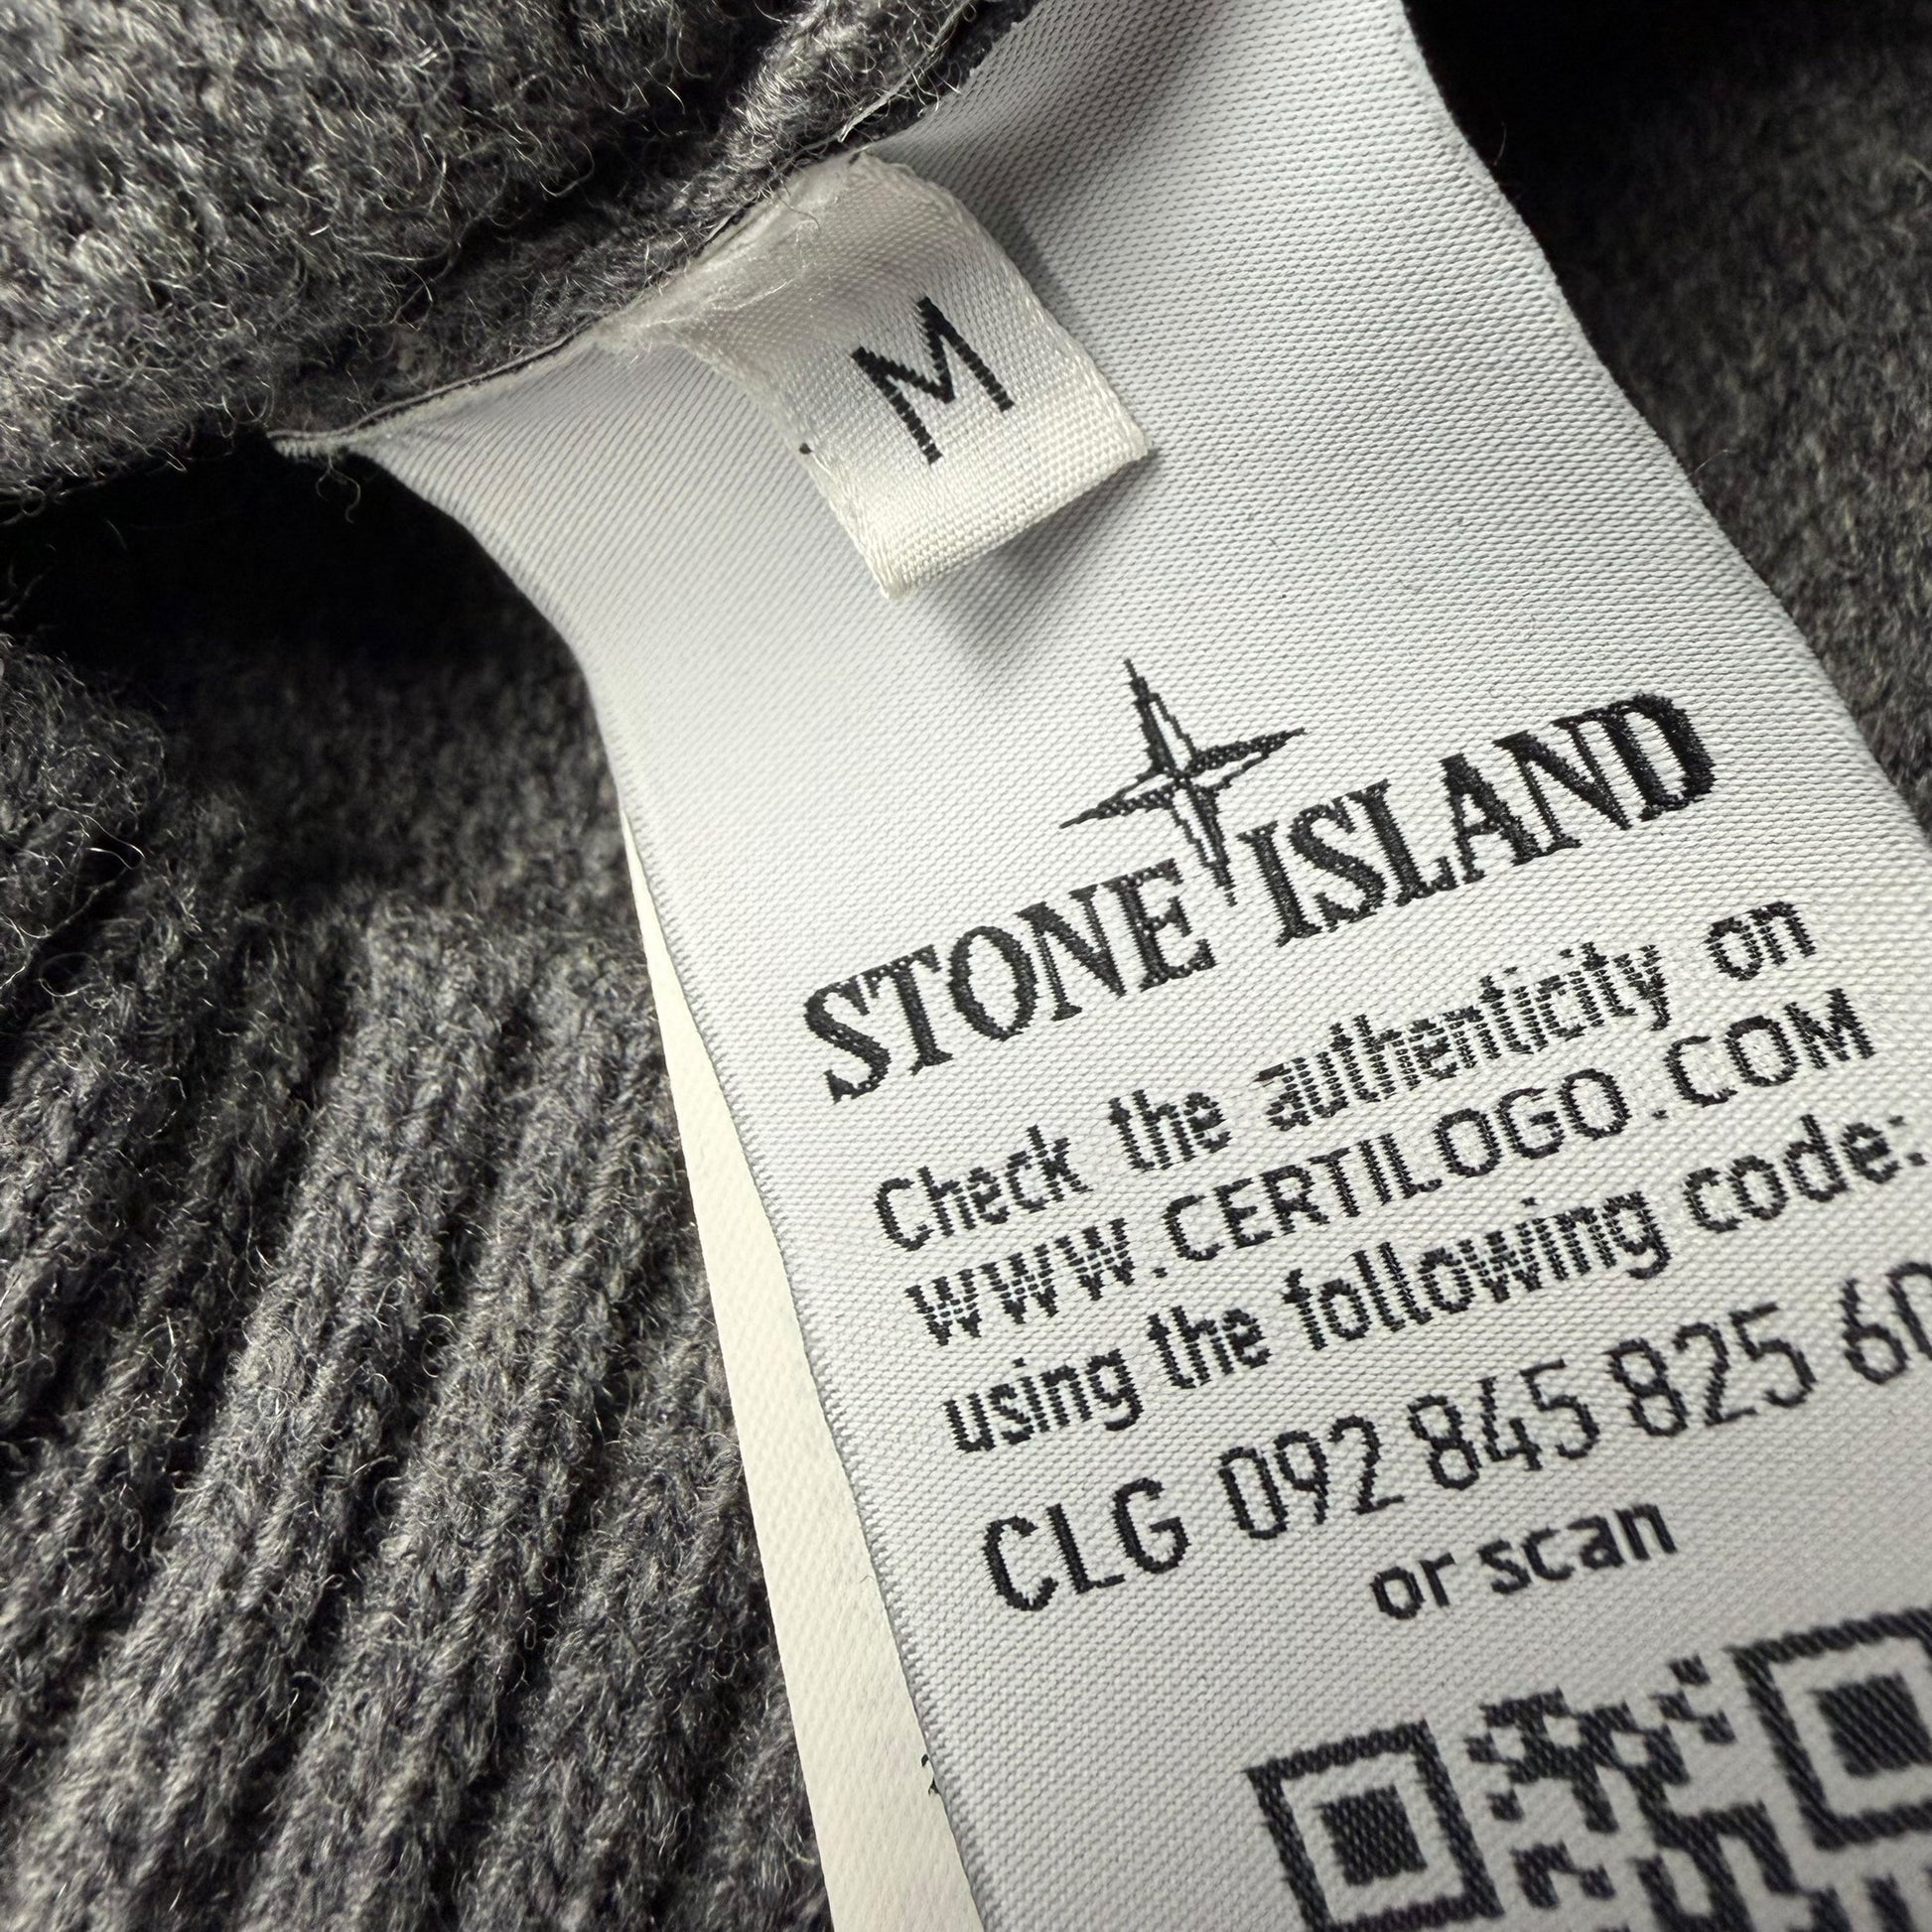 M
STONE ISLAND
Check the authenticity on
WWW.CERTILOGO.COM
using the following code:
CLG 092 845 825 6
or scan